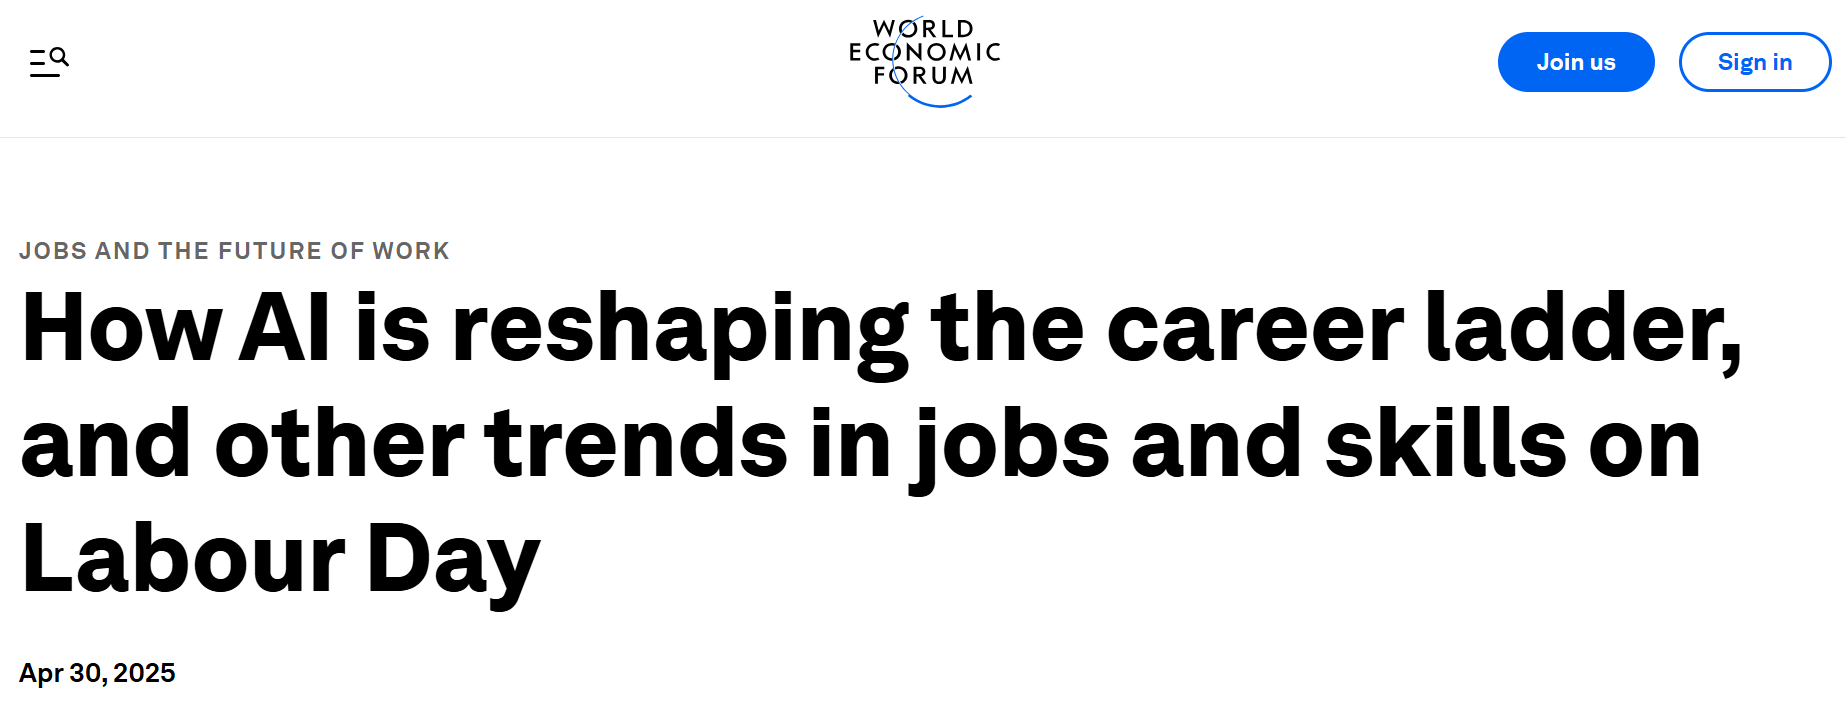 WORLD
ECONOMIC
FORUM
Join us
Sign in
JOBS AND THE FUTURE OF WORK
How AI is reshaping the career ladder,
and other trends in jobs and skills on
Labour Day
Apr 30, 2025